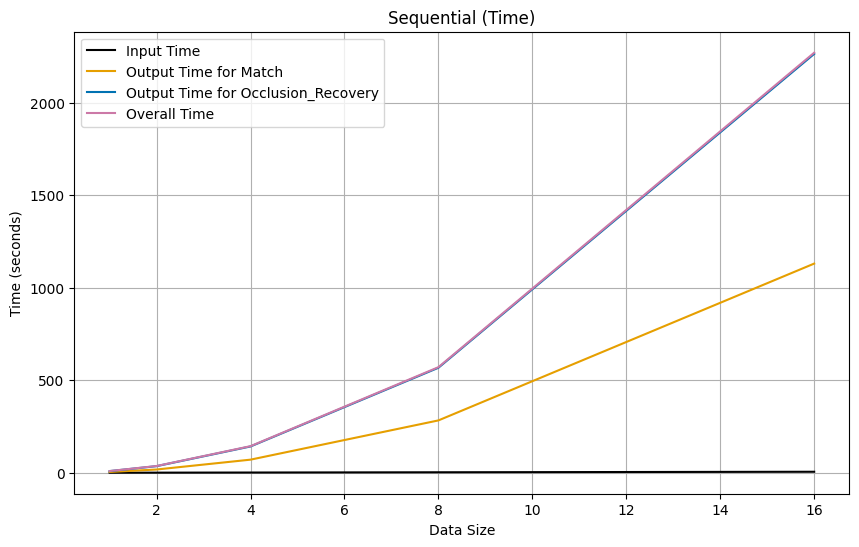 Sequential (Time)
Input Time
Output Time for Match
Output Time for Occlusion_Recovery
Overall Time
Time (seconds)
2000
1500
1000
500
0
2 4 6 8 10 12 14 16
Data Size